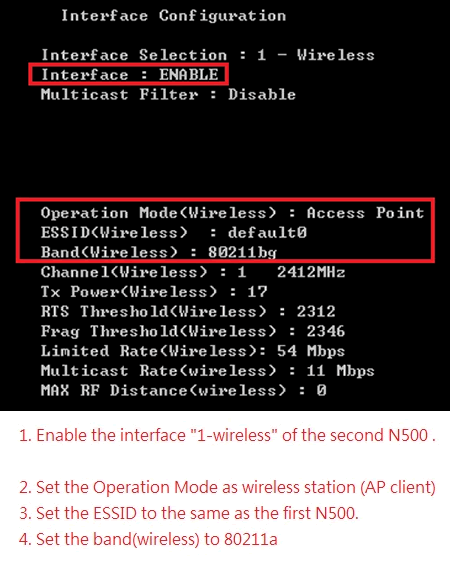 Interface Configuration
Interface Selection : 1 - Wireless
Interface : ENABLE
Multicast Filter : Disable
Operation Mode(Wireless) : Access Point
ESSID(Wireless)  : default0
Band(Wireless) : 80211bg
Channel(Wireless) : 1   2412MHz
Tx Power(Wireless) : 17
RTS Threshold(Wireless) : 2312
Frag Threshold(Wireless) : 2346
Limited Rate(Wireless): 54 Mbps
Multicast Rate(wireless) : 11 Mbps
MAX RF Distance(wireless) : 0
1. Enable the interface "1-wireless" of the second N500 .
2. Set the Operation Mode as wireless station (AP client)
3. Set the ESSID to the same as the first N500.
4. Set the band(wireless) to 80211a